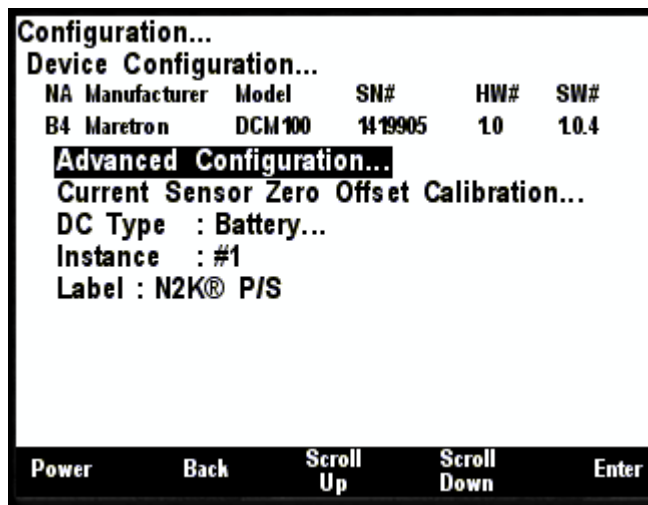 Configuration...
Device Configuration...
NA Manufacturer Model SN# HW# SW#
B4 Maretron DCM100 1419905 1.0 1.0.4
Advanced Configuration...
Current Sensor Zero Offset Calibration...
DC Type : Battery...
Instance : #1
Label : N2K® P/S
Power Back Scroll Up Scroll Down Enter